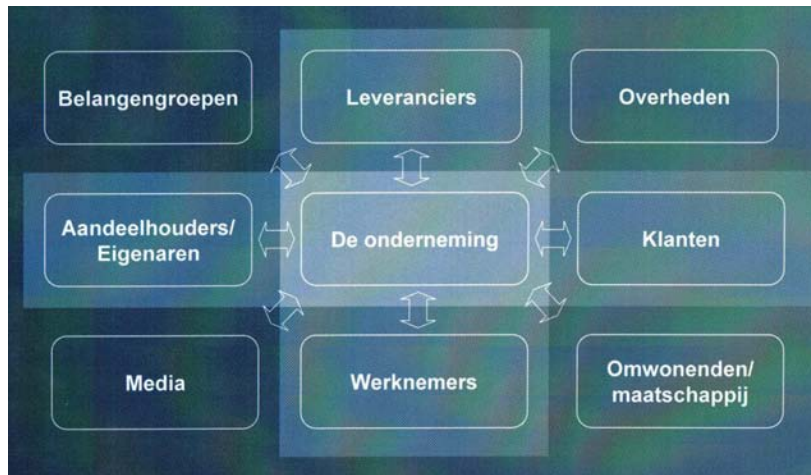 Belangengroepen
Leveranciers
Overheden
Aandeelhouders/
Eigenaren
De onderneming
Klanten
Media
Werknemers
Omwonenden/
maatschappij